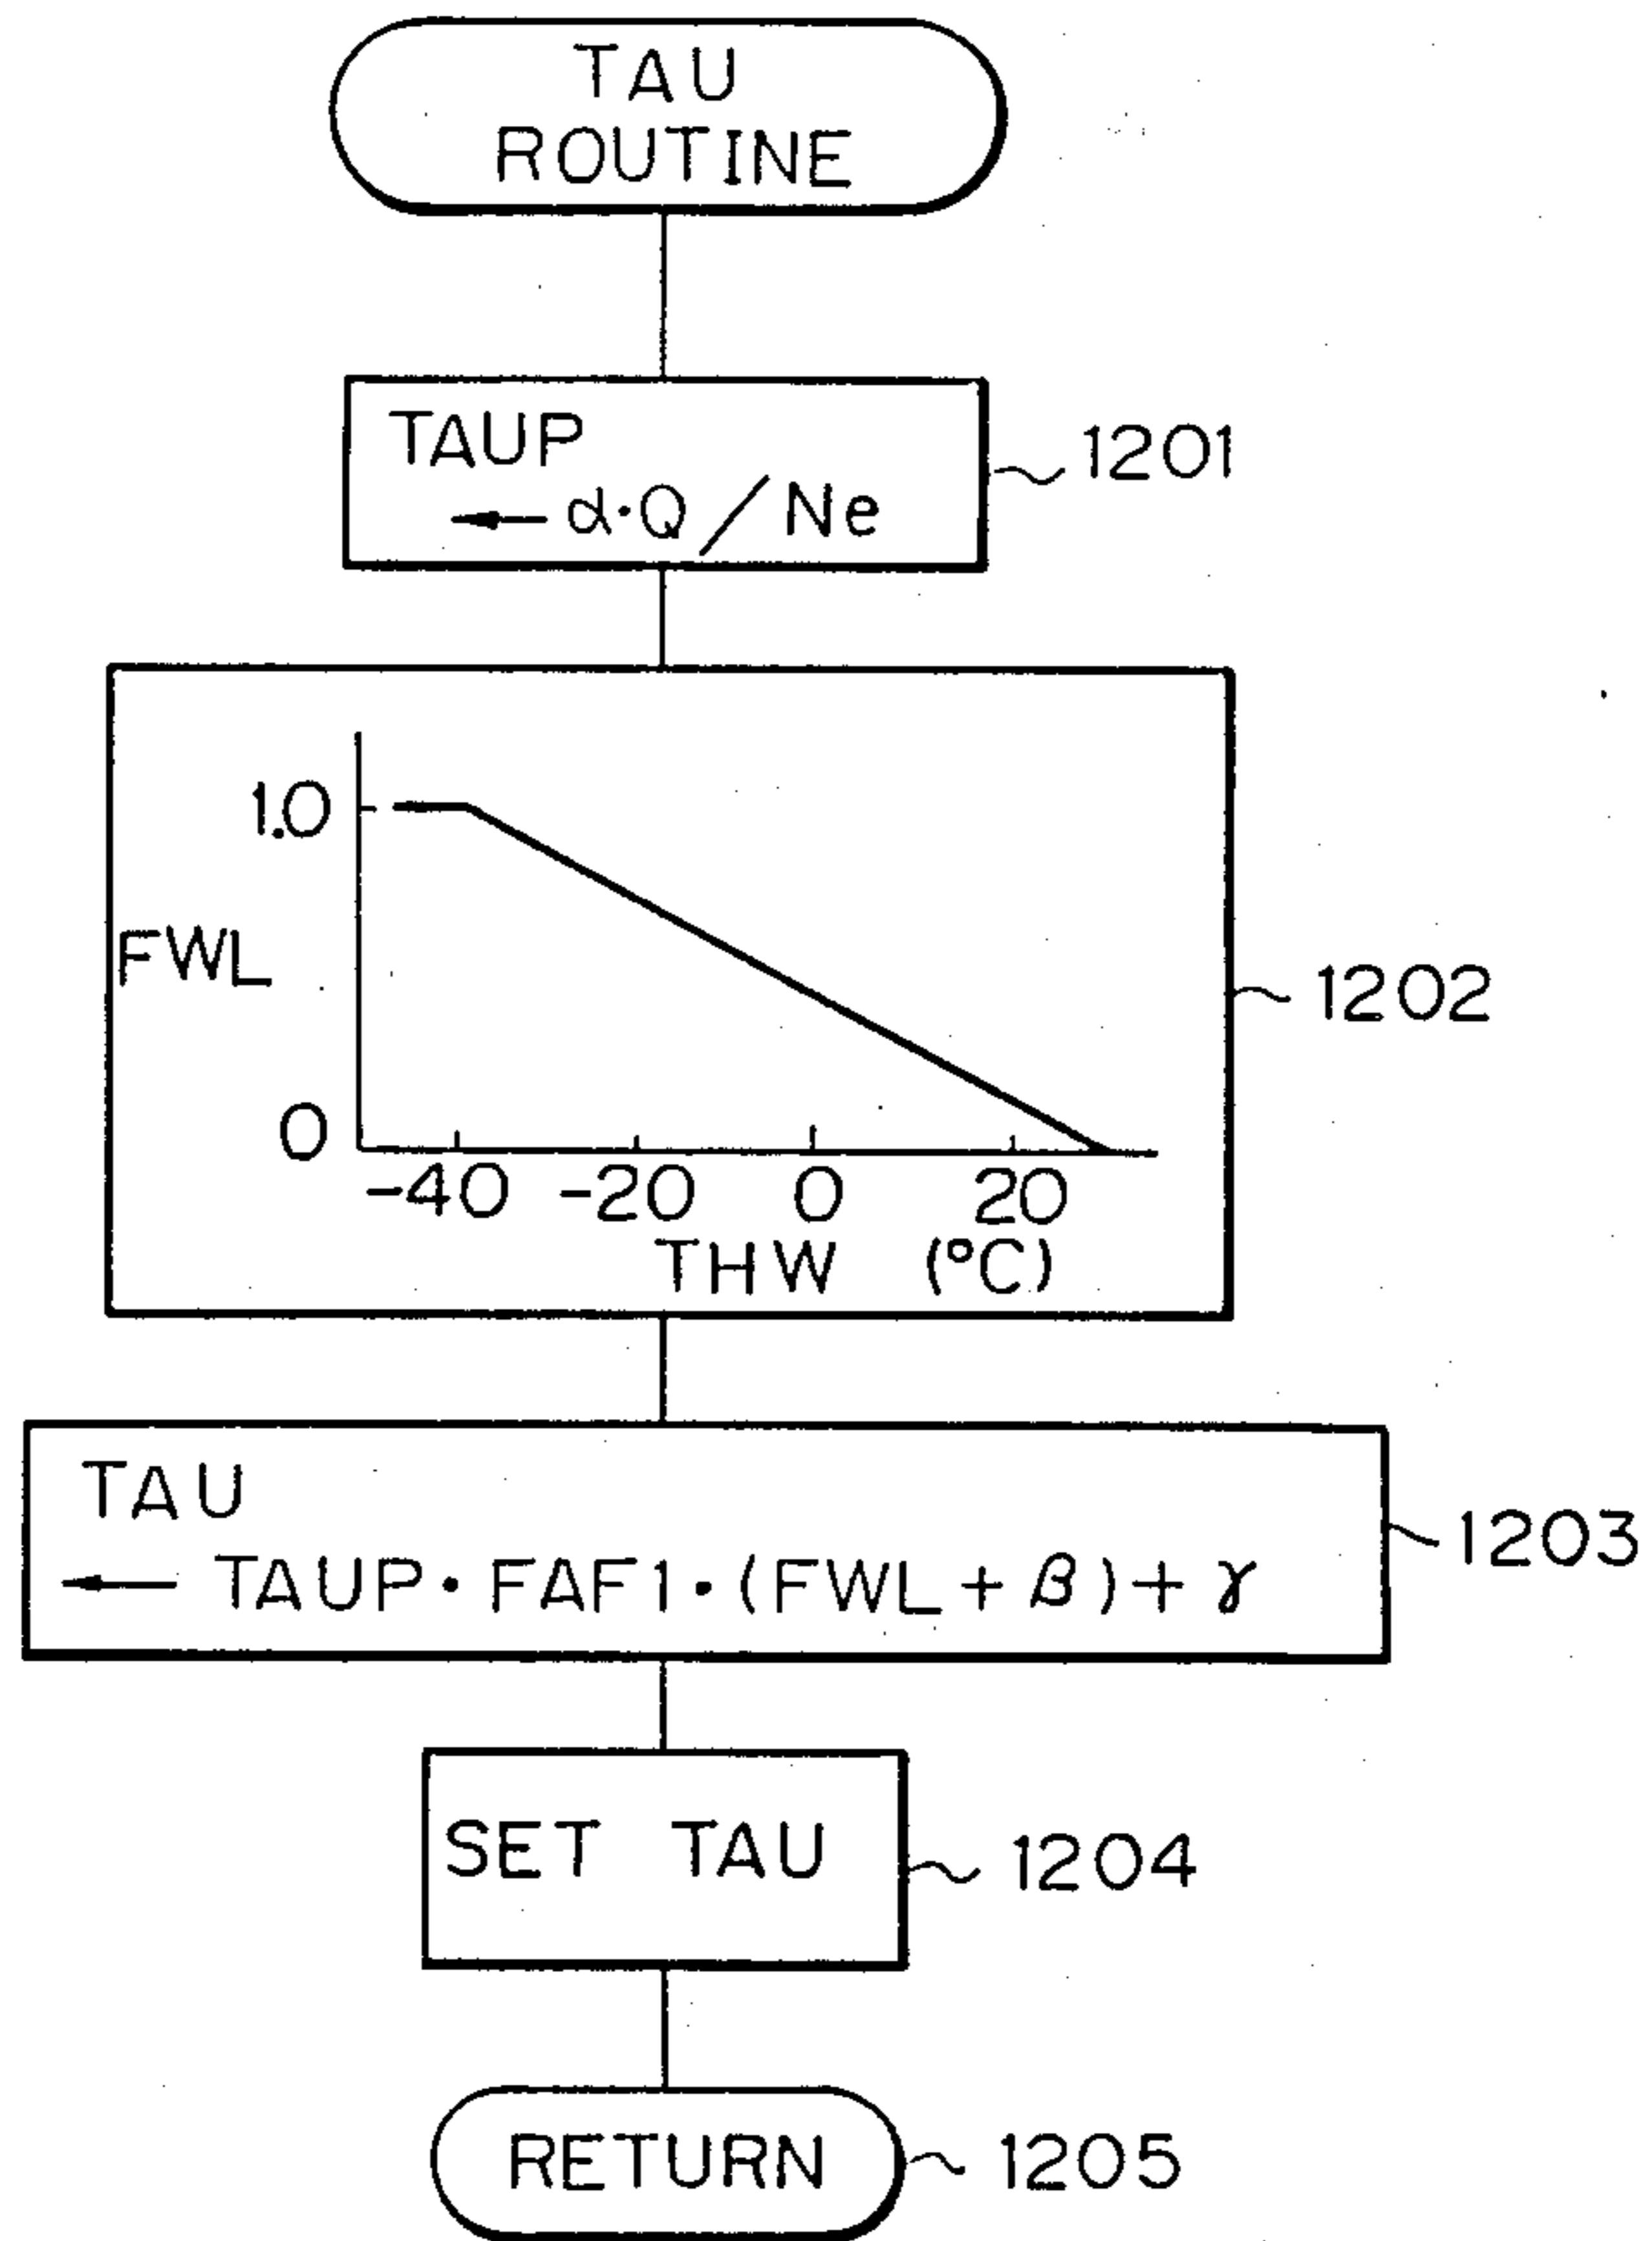 TAU
ROUTINE
TAUP
← α·Q/Ne
1201
1.0
FWL
0
-40 -20 0 20
THW (°C)
1202
TAU
← TAUP·FAF1·(FWL+β)+γ
1203
SET TAU
1204
RETURN
1205